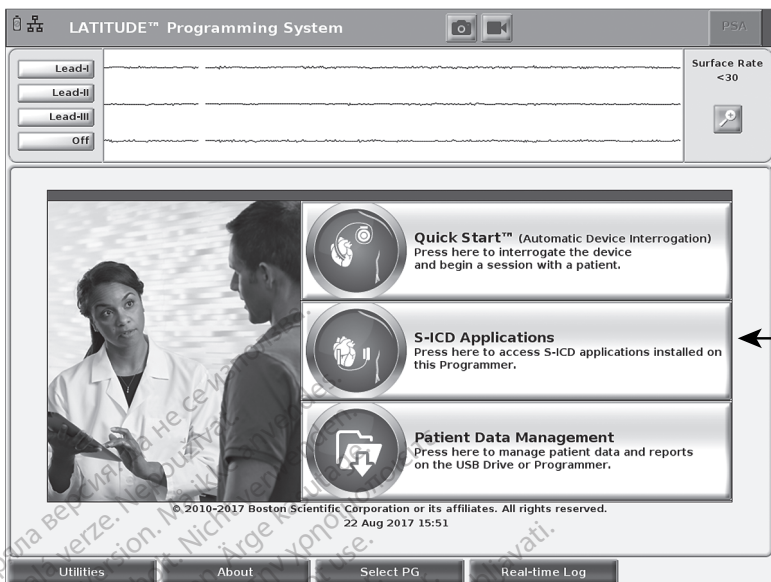 LATITUDE™ Programming System
PSA
Lead-I
Lead-II
Lead-III
Off
Surface Rate
<30
Quick Start™ (Automatic Device Interrogation)
Press here to interrogate the device
and begin a session with a patient.
S-ICD Applications
Press here to access S-ICD applications installed on
this Programmer.
Patient Data Management
Press here to manage patient data and reports
on the USB Drive or Programmer.
© 2010-2017 Boston Scientific Corporation or its affiliates. All rights reserved.
22 Aug 2017 15:51
Utilities
About
Select PG
Real-time Log